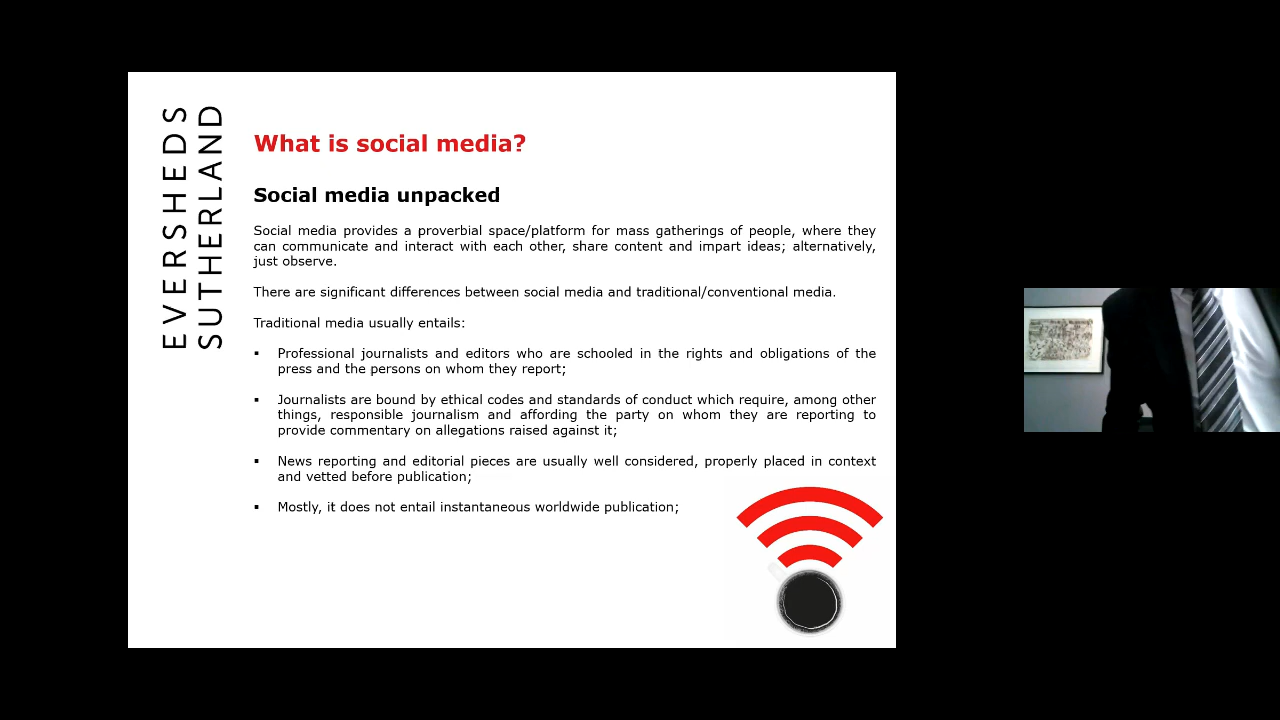 EVERSHEDS
SUTHERLAND
What is social media?
Social media unpacked
Social media provides a proverbial space/platform for mass gatherings of people, where they
can communicate and interact with each other, share content and impart ideas; alternatively,
just observe.
There are significant differences between social media and traditional/conventional media.
Traditional media usually entails:
▪ Professional journalists and editors who are schooled in the rights and obligations of the
press and the persons on whom they report;
▪ Journalists are bound by ethical codes and standards of conduct which require, among other
things, responsible journalism and affording the party on whom they are reporting to
provide commentary on allegations raised against it;
▪ News reporting and editorial pieces are usually well considered, properly placed in context
and vetted before publication;
▪ Mostly, it does not entail instantaneous worldwide publication;